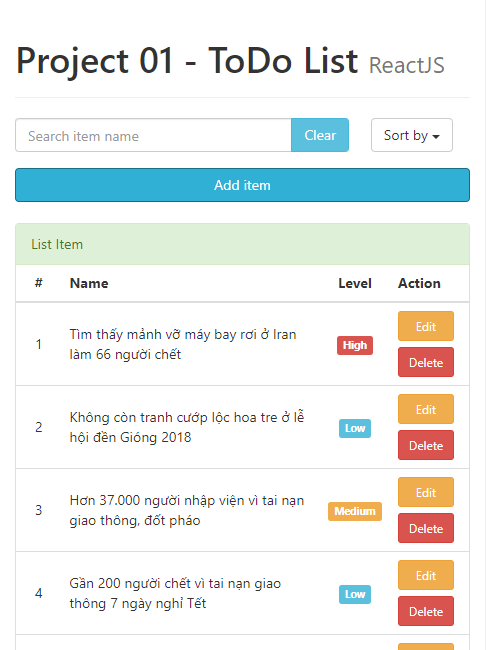 Project 01 - ToDo List ReactJS
Search item name Clear Sort by
Add item
List Item
# Name Level Action
1 Tìm thấy mảnh vỡ máy bay rơi ở Iran High Edit
làm 66 người chết Delete
2 Không còn tranh cướp lộc hoa tre ở lễ Low Edit
hội đền Gióng 2018 Delete
3 Hơn 37.000 người nhập viện vì tai nạn Medium Edit
giao thông, đốt pháo Delete
4 Gần 200 người chết vì tai nạn giao Low Edit
thông 7 ngày nghỉ Tết Delete